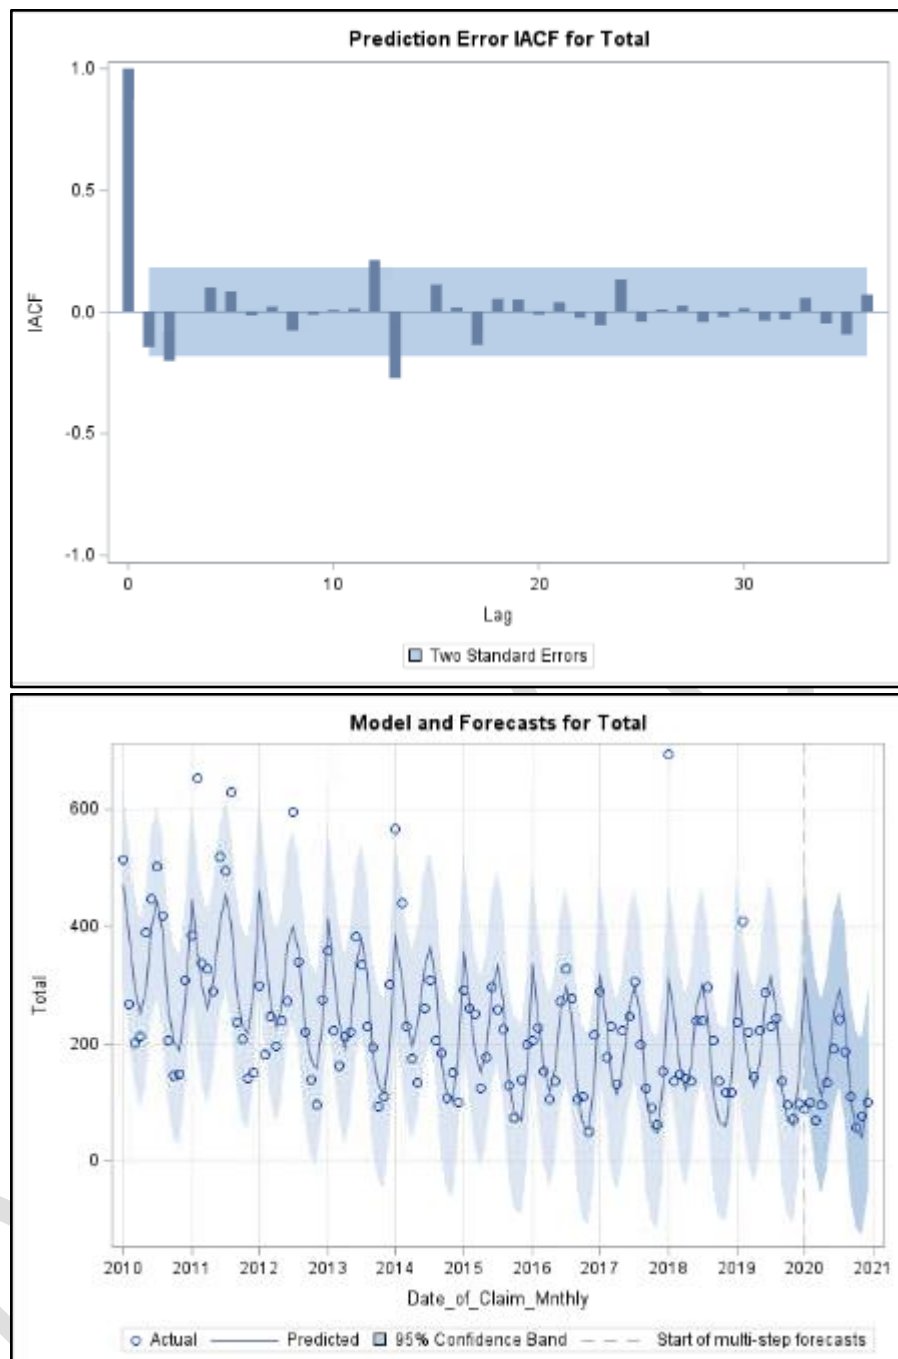 Prediction Error IACF for Total
1.0
0.5
0.0
-0.5
-1.0
IACF
0 10 20 30
Lag
Two Standard Errors
Model and Forecasts for Total
600
400
200
0
Total
2010 2011 2012 2013 2014 2015 2016 2017 2018 2019 2020 2021
Date_of_Claim_Mnthly
Actual Predicted 95% Confidence Band Start of multi-step forecasts